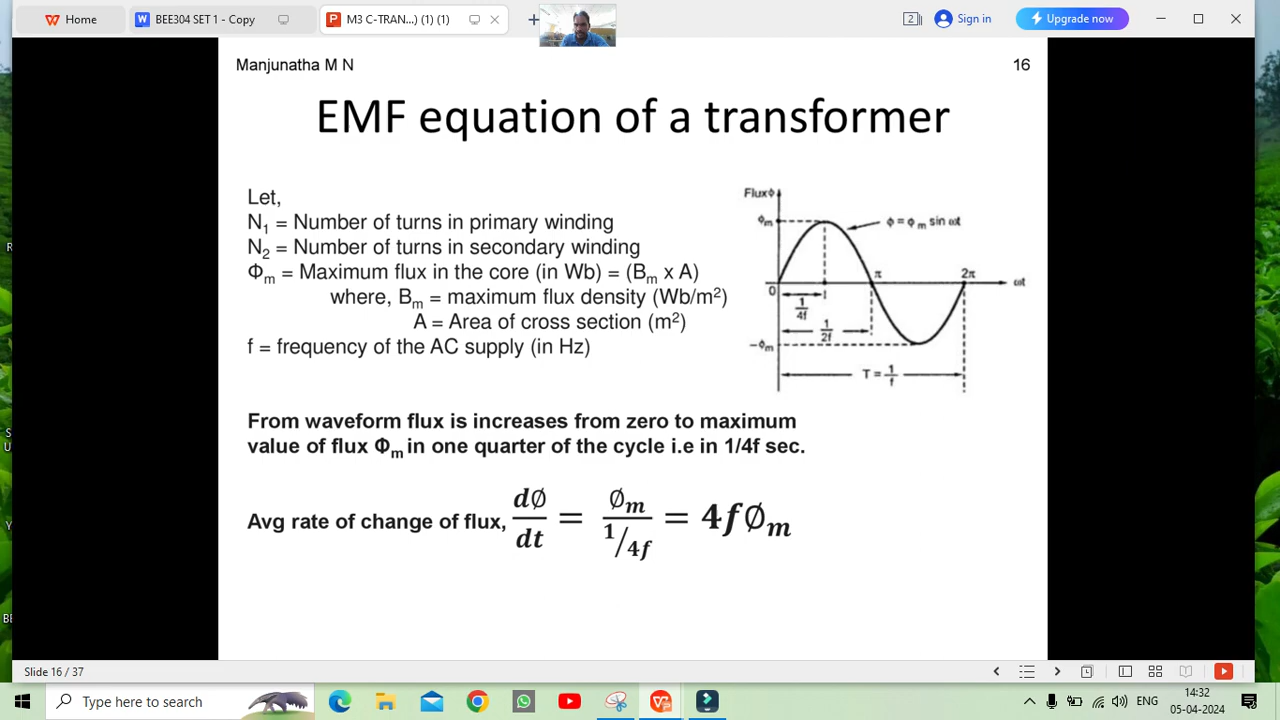 Home
BEE304 SET 1 - Copy
M3 C-TRAN...) (1) (1)
2
Sign in
Upgrade now
Manjunatha M N
16
EMF equation of a transformer
Let,
N1 = Number of turns in primary winding
N2 = Number of turns in secondary winding
Φm = Maximum flux in the core (in Wb) = (Bm x A)
where, Bm = maximum flux density (Wb/m²)
A = Area of cross section (m²)
f = frequency of the AC supply (in Hz)
Fluxϕ
ϕm
ϕ = ϕm sin ωt
0
π
2π
ωt
1/4f
1/2f
-ϕm
T = 1/f
From waveform flux is increases from zero to maximum
value of flux Φm in one quarter of the cycle i.e in 1/4f sec.
Avg rate of change of flux, d∅/dt = ∅m/(1/4f) = 4f∅m
Slide 16 / 37
Type here to search
ENG
14:32
05-04-2024